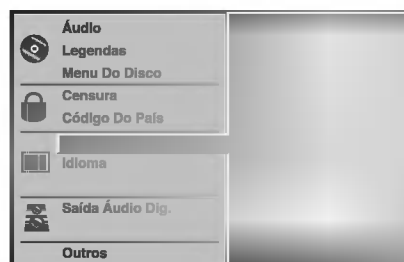 Áudio
Legendas
Menu Do Disco
Censura
Código Do País
Idioma
Saída Áudio Dig.
Outros